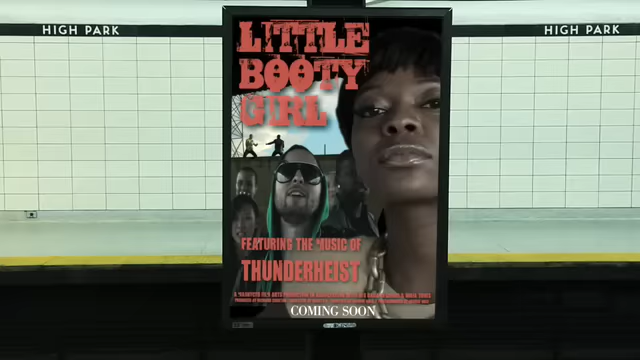 HIGH PARK
HIGH PARK
LITTLE
BOOTY
GIRL
FEATURING THE MUSIC OF
THUNDERHEIST
COMING SOON